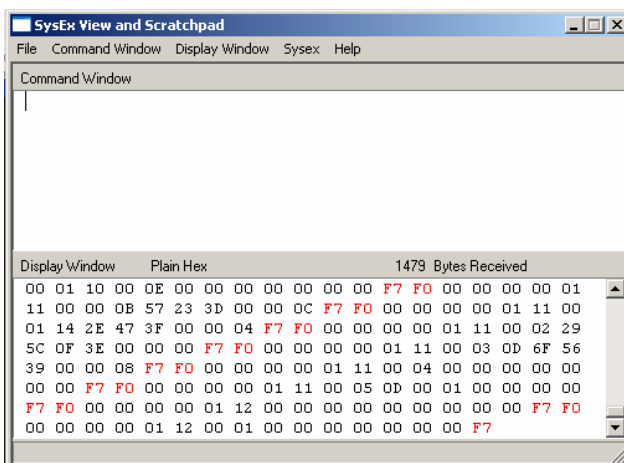 SysEx View and Scratchpad
File Command Window Display Window Sysex Help
Command Window
Display Window Plain Hex 1479 Bytes Received
00 01 10 00 0E 00 00 00 00 00 00 00 F7 F0 00 00 00 00 01
11 00 00 0B 57 23 3D 00 00 0C F7 F0 00 00 00 00 01 11 00
01 14 2E 47 3F 00 00 04 F7 F0 00 00 00 00 01 11 00 02 29
5C 0F 3E 00 00 00 F7 F0 00 00 00 00 01 11 00 03 0D 6F 56
39 00 00 08 F7 F0 00 00 00 00 01 11 00 04 00 00 00 00 00
00 00 F7 F0 00 00 00 00 01 11 00 05 0D 00 01 00 00 00 00
F7 F0 00 00 00 00 01 12 00 00 00 00 00 00 00 00 00 F7 F0
00 00 00 00 01 12 00 01 00 00 00 00 00 00 00 F7